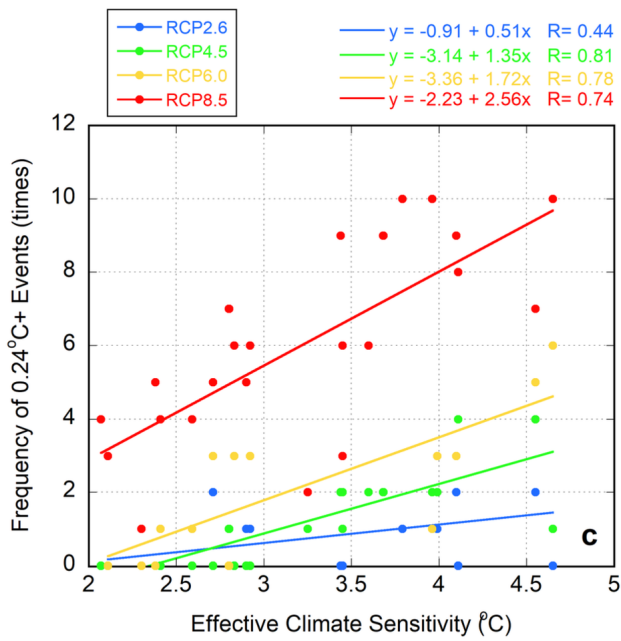 RCP2.6
RCP4.5
RCP6.0
RCP8.5
y = -0.91 + 0.51x R= 0.44
y = -3.14 + 1.35x R= 0.81
y = -3.36 + 1.72x R= 0.78
y = -2.23 + 2.56x R= 0.74
Frequency of 0.24°C+ Events (times)
12
10
8
6
4
2
0
c
2 2.5 3 3.5 4 4.5 5
Effective Climate Sensitivity (°C)